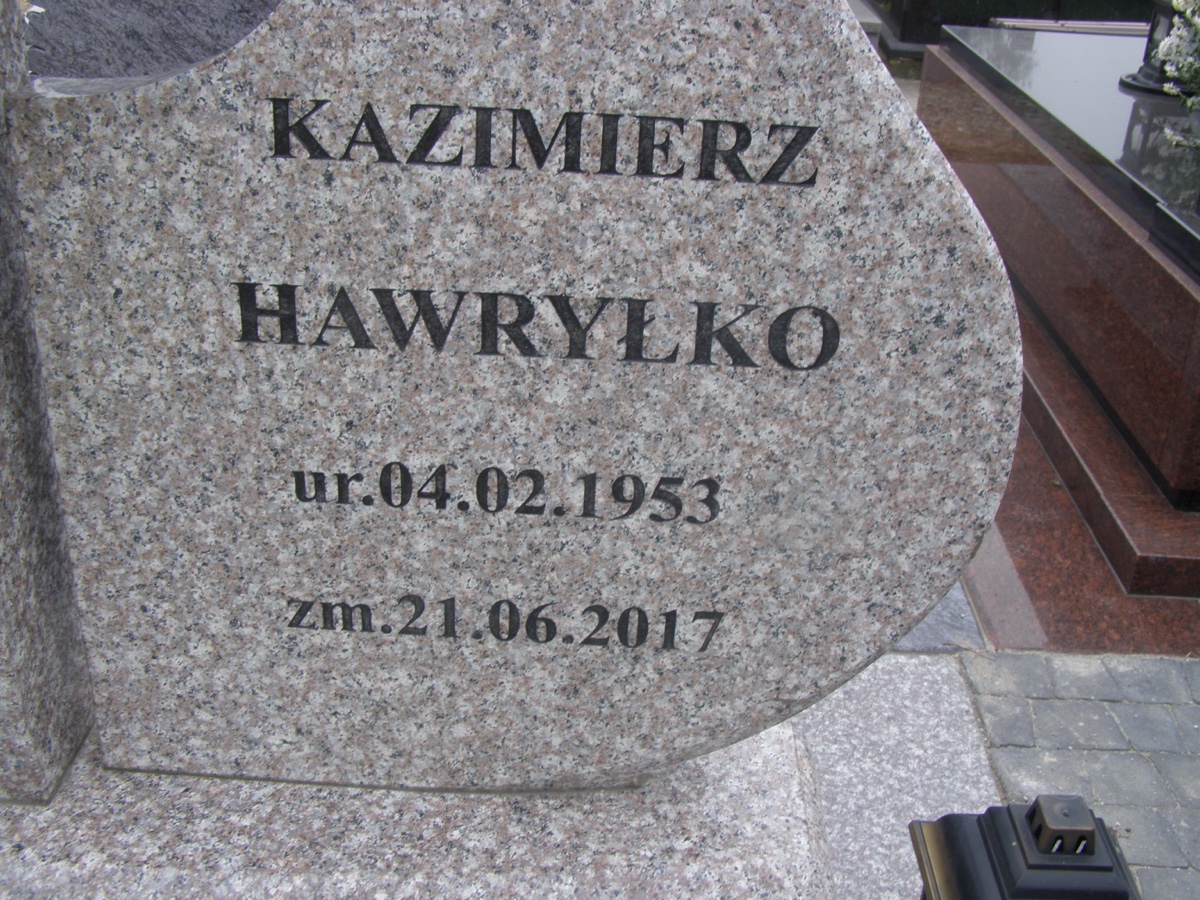 KAZIMIERZ
HAWRYŁKO
ur.04.02.1953
zm.21.06.2017